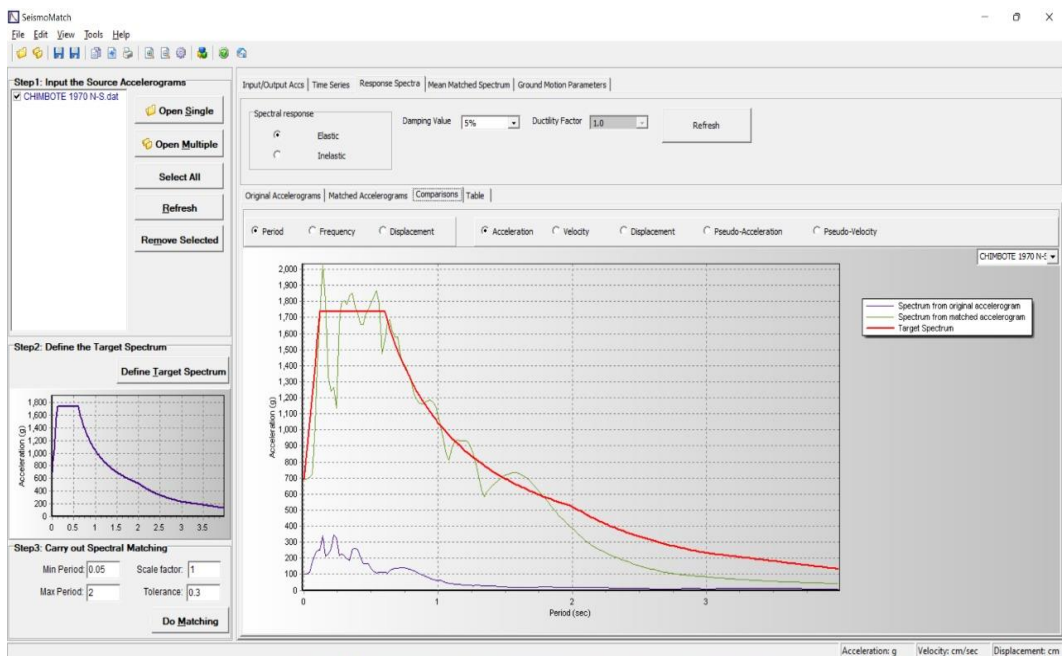 SeismoMatch
File Edit View Tools Help
Step1: Input the Source Accelerograms
CHIMBOTE 1970 N-S.dat
Open Single
Open Multiple
Select All
Refresh
Remove Selected
Step2: Define the Target Spectrum
Define Target Spectrum
Acceleration (g)
1,800
1,600
1,400
1,200
1,000
800
600
400
200
0
0 0.5 1 1.5 2 2.5 3 3.5
Step3: Carry out Spectral Matching
Min Period: 0.05 Scale factor: 1
Max Period: 2 Tolerance: 0.3
Do Matching
Input/Output Accs Time Series Response Spectra Mean Matched Spectrum Ground Motion Parameters
Spectral response
Elastic
Inelastic
Damping Value 5% Ductility Factor 1.0 Refresh
Original Accelerograms Matched Accelerograms Comparisons Table
Period Frequency Displacement Acceleration Velocity Displacement Pseudo-Acceleration Pseudo-Velocity
CHIMBOTE 1970 N-S
Spectrum from original accelerogram
Spectrum from matched accelerogram
Target Spectrum
Acceleration (g)
2,000
1,900
1,800
1,700
1,600
1,500
1,400
1,300
1,200
1,100
1,000
900
800
700
600
500
400
300
200
100
0
0 1 2 3
Period (sec)
Acceleration: g Velocity: cm/sec Displacement: cm